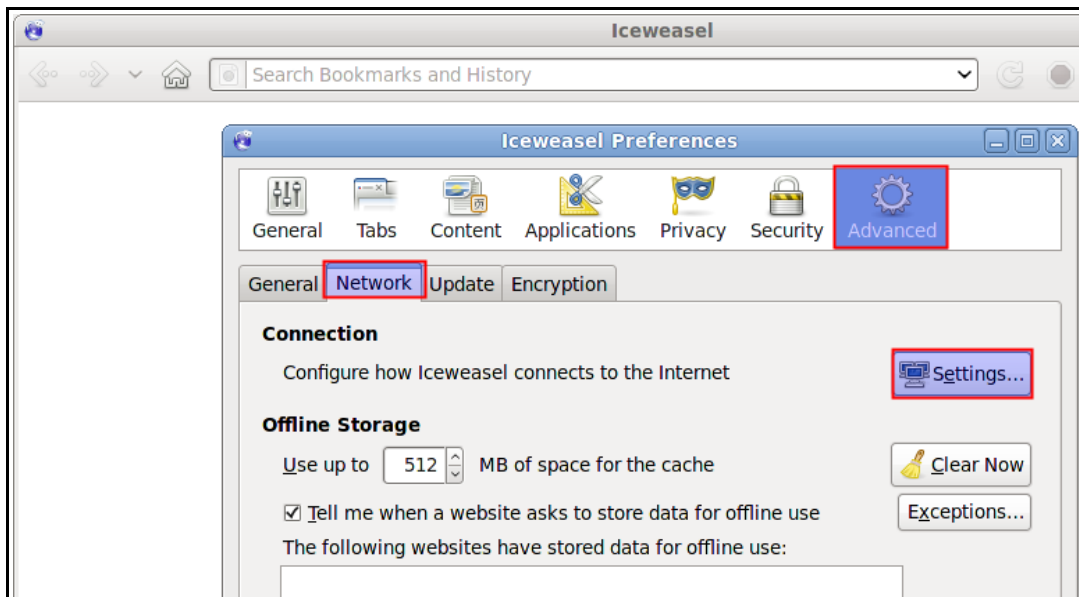 Iceweasel
Search Bookmarks and History
Iceweasel Preferences
General Tabs Content Applications Privacy Security Advanced
General Network Update Encryption
Connection
Configure how Iceweasel connects to the Internet Settings...
Offline Storage
Use up to 512 MB of space for the cache Clear Now
Tell me when a website asks to store data for offline use Exceptions...
The following websites have stored data for offline use: